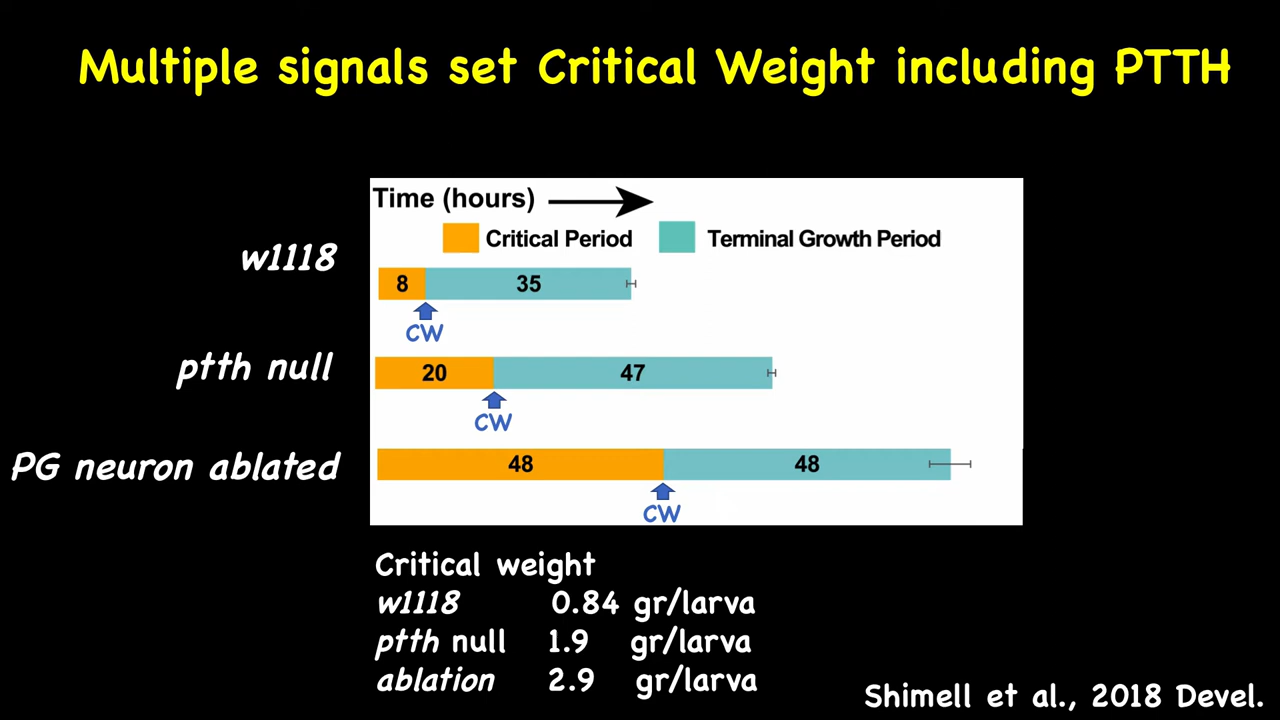 Multiple signals set Critical Weight including PTTH
Time (hours)
Critical Period
Terminal Growth Period
w1118
8
35
CW
ptth null
20
47
CW
PG neuron ablated
48
48
CW
Critical weight
w1118 0.84 gr/larva
ptth null 1.9 gr/larva
ablation 2.9 gr/larva
Shimell et al., 2018 Devel.